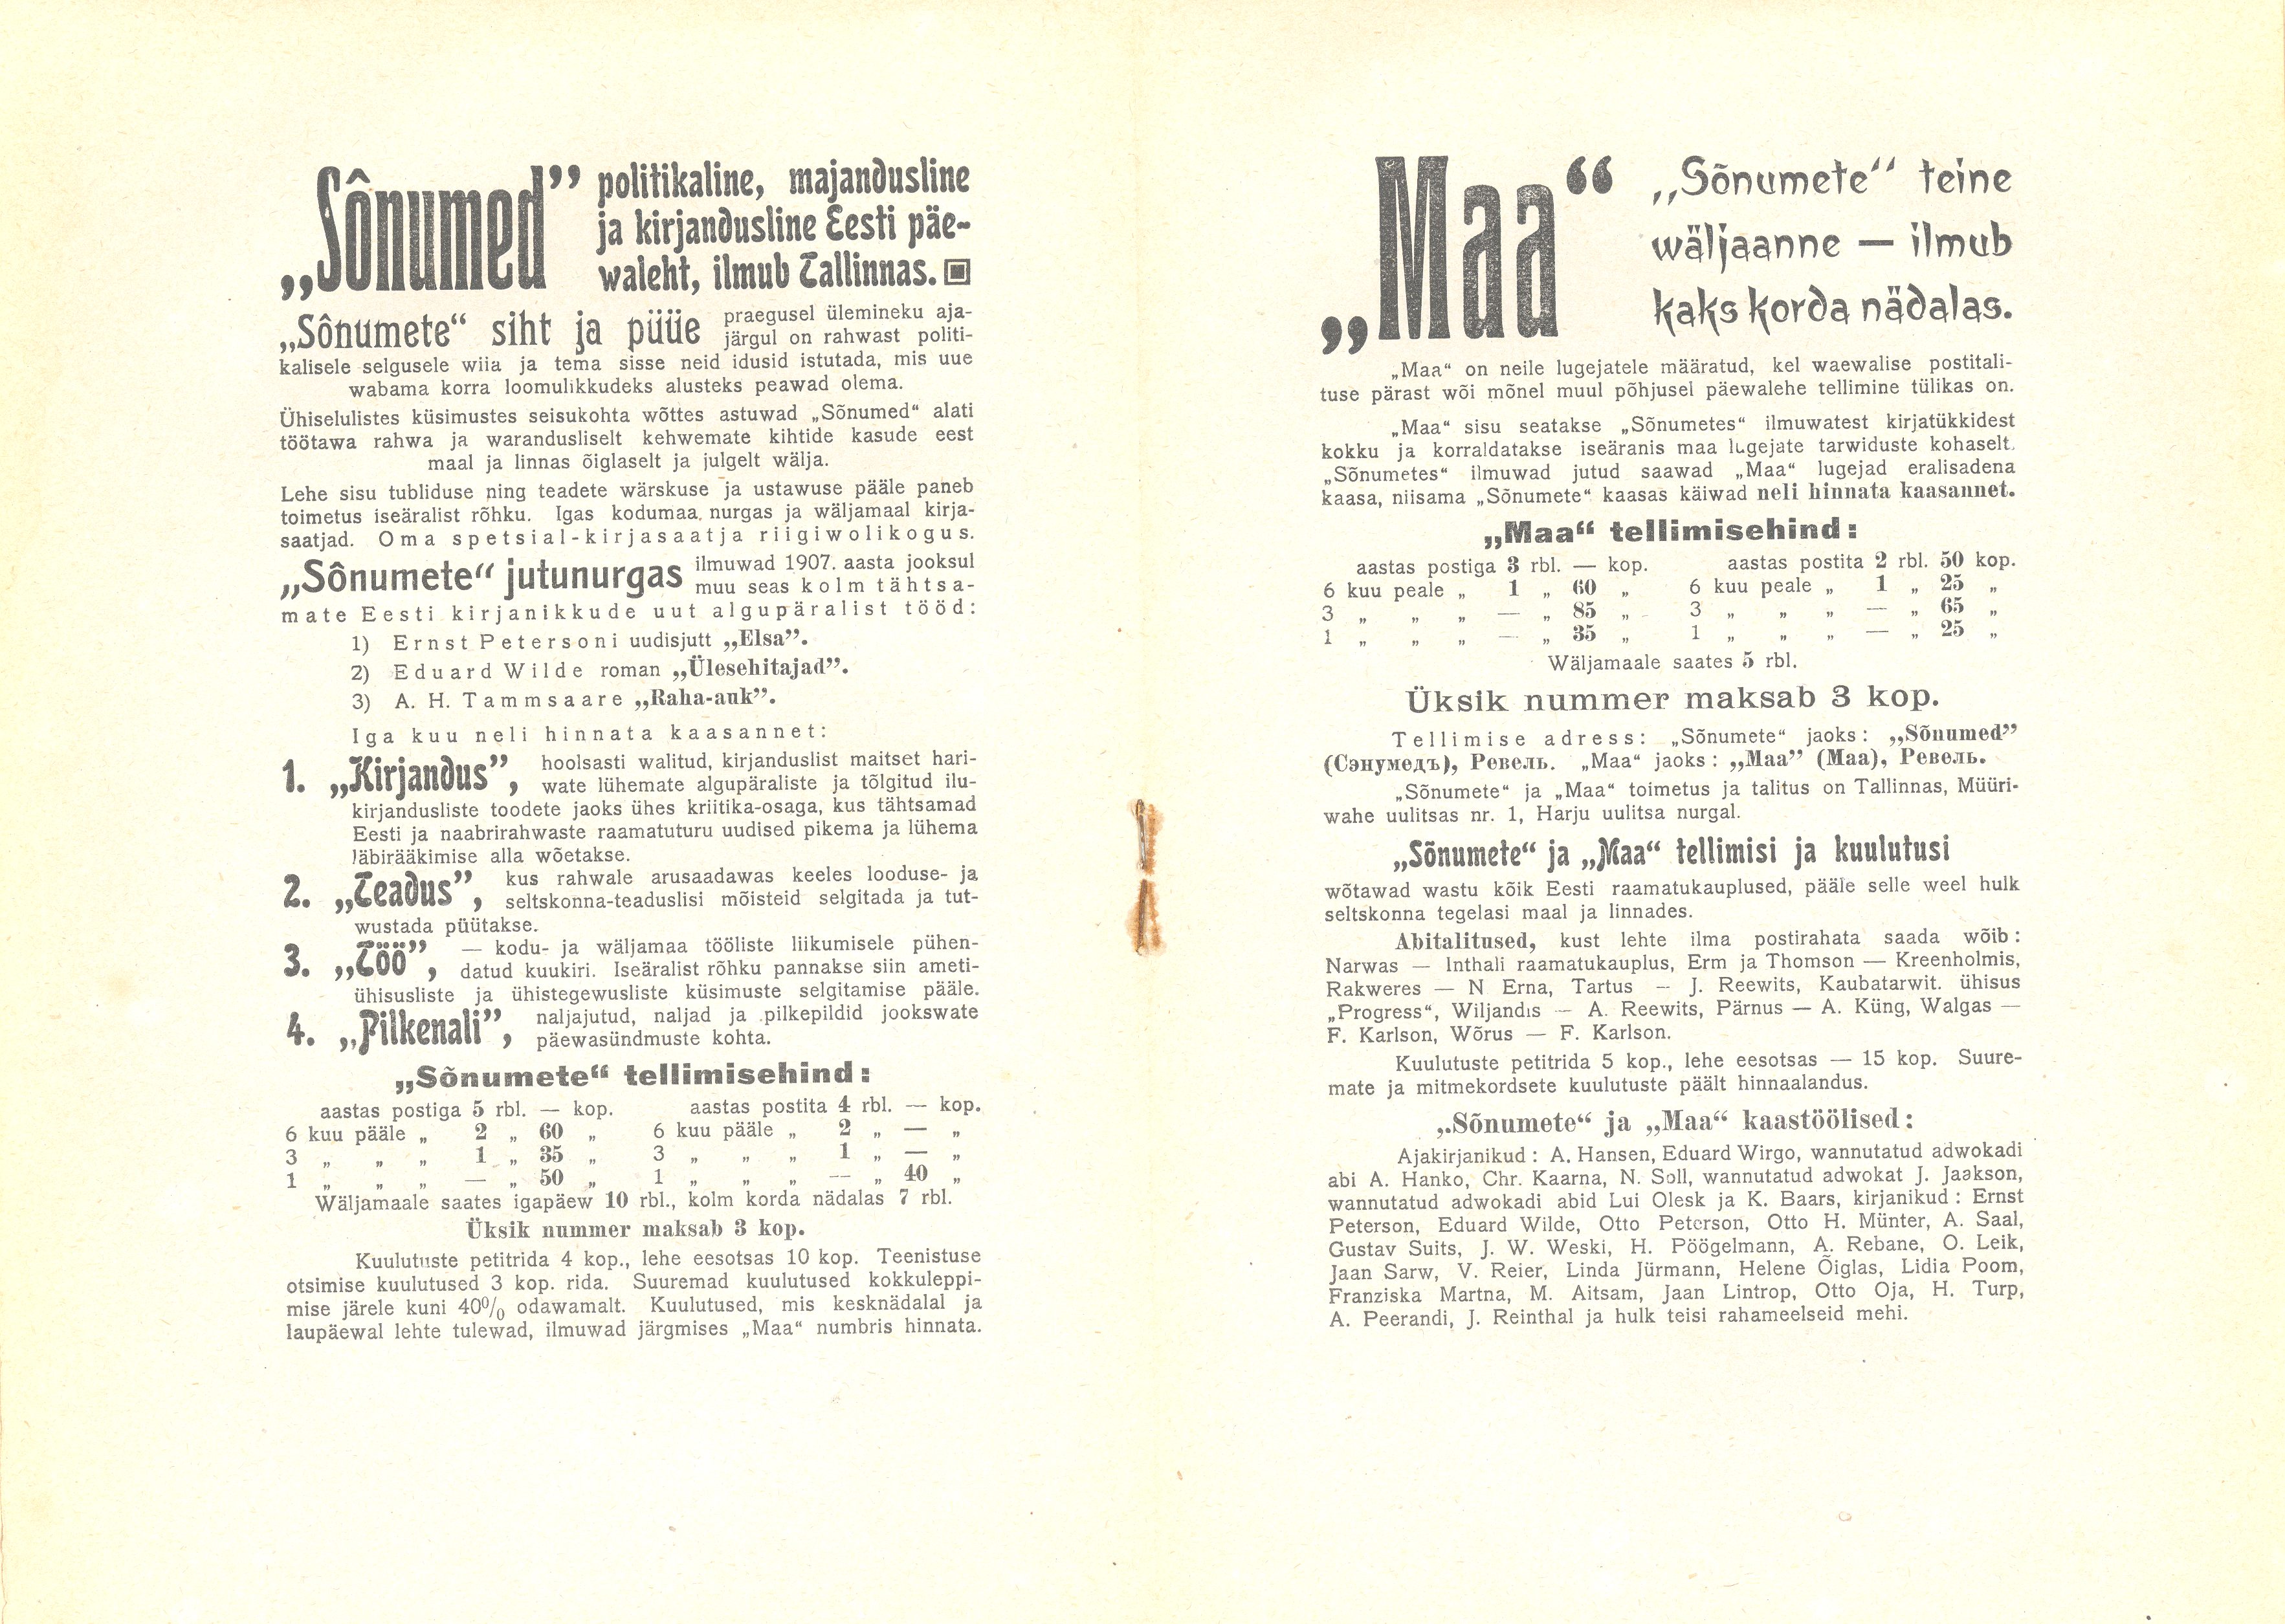 „Sônumed” politikaline, majandusline
ja kirjandusline Eesti päe-
waleht, ilmub Tallinnas.
„Sônumete“ siht ja püüe praegusel ülemineku aja-
järgul on rahwast politi-
kalisele selgusele wiia ja tema sisse neid idusid istutada, mis uue
wabama korra loomulikkudeks alusteks peawad olema.
Ühiselulistes küsimustes seisukohta wõttes astuwad „Sõnumed“ alati
töötawa rahwa ja warandusliselt kehwemate kihtide kasude eest
maal ja linnas õiglaselt ja julgelt wälja.
Lehe sisu tubliduse ning teadete wärskuse ja ustawuse pääle paneb
toimetus iseäralist rõhku. Igas kodumaa nurgas ja wäljamaal kirja-
saatjad. Oma spetsial-kirjasaatja riigiwolikogus.
„Sônumete“ jutunurgas ilmuwad 1907. aasta jooksul
muu seas kolm tähtsa-
mate Eesti kirjanikkude uut algupäralist tööd:
1) Ernst Petersoni uudisjutt „Elsa”.
2) Eduard Wilde roman „Ülesehitajad”.
3) A. H. Tammsaare „Raha-auk”.
Iga kuu neli hinnata kaasannet:
1. „Kirjandus”, hoolsasti walitud, kirjanduslist maitset hari-
wate lühemate algupäraliste ja tõlgitud ilu-
kirjandusliste toodete jaoks ühes kriitika-osaga, kus tähtsamad
Eesti ja naabrirahwaste raamatuturu uudised pikema ja lühema
läbirääkimise alla wõetakse.
2. „Teadus”, kus rahwale arusaadawas keeles looduse- ja
seltskonna-teaduslisi mõisteid selgitada ja tut-
wustada püütakse.
3. „Töö”, — kodu- ja wäljamaa tööliste liikumisele pühen-
datud kuukiri. Iseäralist rõhku pannakse siin ameti-
ühisusliste ja ühistegewusliste küsimuste selgitamise pääle.
4. „Pilkenali”, naljajutud, naljad ja pilkepildid jookswate
päewasündmuste kohta.
„Sõnumete“ tellimisehind:
aastas postiga 5 rbl. — kop. aastas postita 4 rbl. — kop.
6 kuu pääle „ 2 „ 60 „ 6 kuu pääle „ 2 „ — „
3 „ „ „ 1 „ 35 „ 3 „ „ „ 1 „ — „
1 „ „ „ — „ 50 „ 1 „ „ „ — „ 40 „
Wäljamaale saates igapäew 10 rbl., kolm korda nädalas 7 rbl.
Üksik nummer maksab 3 kop.
Kuulutuste petitrida 4 kop., lehe eesotsas 10 kop. Teenistuse
otsimise kuulutused 3 kop. rida. Suuremad kuulutused kokkuleppi-
mise järele kuni 40% odawamalt. Kuulutused, mis kesknädalal ja
laupäewal lehte tulewad, ilmuwad järgmises „Maa“ numbris hinnata.
„Maa“ „Sõnumete“ teine
wäljaanne — ilmub
kaks korda nädalas.
„Maa“ on neile lugejatele määratud, kel waewalise postitali-
tuse pärast wõi mõnel muul põhjusel päewalehe tellimine tülikas on.
„Maa“ sisu seatakse „Sõnumetes“ ilmuwatest kirjatükkidest
kokku ja korraldatakse iseäranis maa lugejate tarwiduste kohaselt.
„Sõnumetes“ ilmuwad jutud saawad „Maa“ lugejad eralisadena
kaasa, niisama „Sõnumete“ kaasas käiwad neli hinnata kaasannet.
„Maa“ tellimisehind:
aastas postiga 3 rbl. — kop. aastas postita 2 rbl. 50 kop.
6 kuu peale „ 1 „ 60 „ 6 kuu peale „ 1 „ 25 „
3 „ „ „ — „ 85 „ 3 „ „ „ — „ 65 „
1 „ „ „ — „ 35 „ 1 „ „ „ — „ 25 „
Wäljamaale saates 5 rbl.
Üksik nummer maksab 3 kop.
Tellimise adress: „Sõnumete“ jaoks: „Sõnumed”
(Сэнумедъ), Ревель. „Maa“ jaoks: „Maa” (Маа), Ревель.
„Sõnumete“ ja „Maa“ toimetus ja talitus on Tallinnas, Müüri-
wahe uulitsas nr. 1, Harju uulitsa nurgal.
„Sõnumete“ ja „Maa“ tellimisi ja kuulutusi
wõtawad wastu kõik Eesti raamatukauplused, pääle selle weel hulk
seltskonna tegelasi maal ja linnades.
Abitalitused, kust lehte ilma postirahata saada wõib:
Narwas — Inthali raamatukauplus, Erm ja Thomson — Kreenholmis,
Rakweres — N Erna, Tartus — J. Reewits, Kaubatarwit. ühisus
„Progress“, Wiljandis — A. Reewits, Pärnus — A. Küng, Walgas —
F. Karlson, Wõrus — F. Karlson.
Kuulutuste petitrida 5 kop., lehe eesotsas — 15 kop. Suure-
mate ja mitmekordsete kuulutuste päält hinnaalandus.
„Sõnumete“ ja „Maa“ kaastöölised:
Ajakirjanikud: A. Hansen, Eduard Wirgo, wannutatud adwokadi
abi A. Hanko, Chr. Kaarna, N. Soll, wannutatud adwokat J. Jaakson,
wannutatud adwokadi abid Lui Olesk ja K. Baars, kirjanikud: Ernst
Peterson, Eduard Wilde, Otto Peterson, Otto H. Münter, A. Saal,
Gustav Suits, J. W. Weski, H. Pöögelmann, A. Rebane, O. Leik,
Jaan Sarw, V. Reier, Linda Jürmann, Helene Õiglas, Lidia Poom,
Franziska Martna, M. Aitsam, Jaan Lintrop, Otto Oja, H. Turp,
A. Peerandi, J. Reinthal ja hulk teisi rahameelseid mehi.